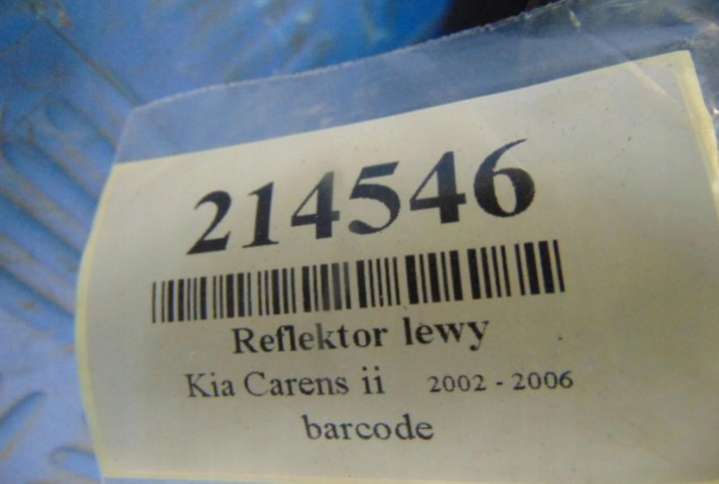 214546
Reflektor lewy
Kia Carens ii 2002 - 2006
barcode